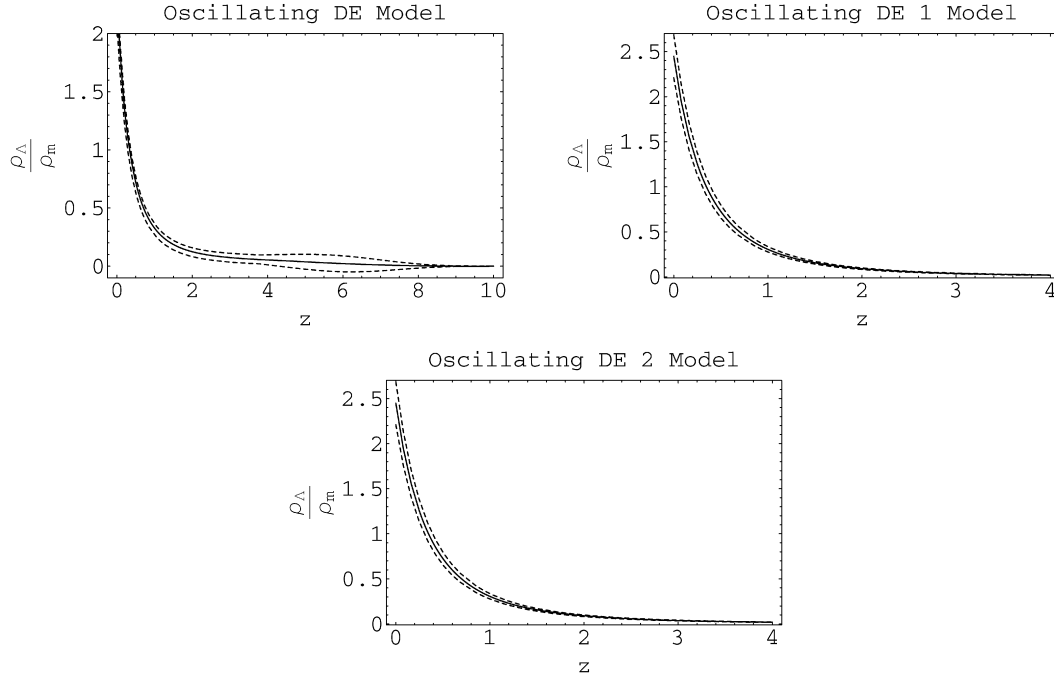 Oscillating DE Model
2
1.5
1
0.5
0
ρΛ
ρm
0 2 4 6 8 10
z
Oscillating DE 1 Model
2.5
2
1.5
1
0.5
0
ρΛ
ρm
0 1 2 3 4
z
Oscillating DE 2 Model
2.5
2
1.5
1
0.5
0
ρΛ
ρm
0 1 2 3 4
z